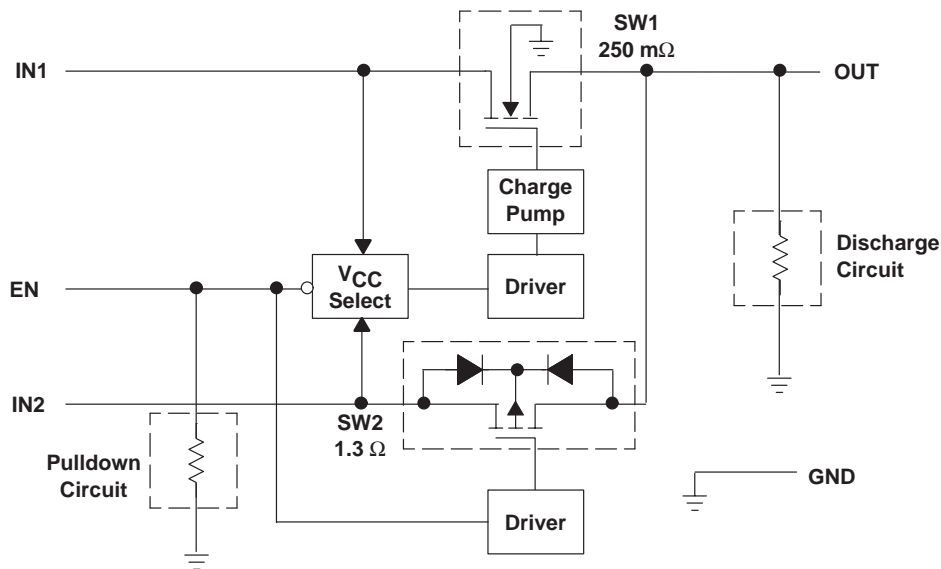 SW1
250 mΩ
IN1
OUT
Charge
Pump
Discharge
Circuit
EN
VCC
Select
Driver
IN2
SW2
1.3 Ω
Pulldown
Circuit
GND
Driver